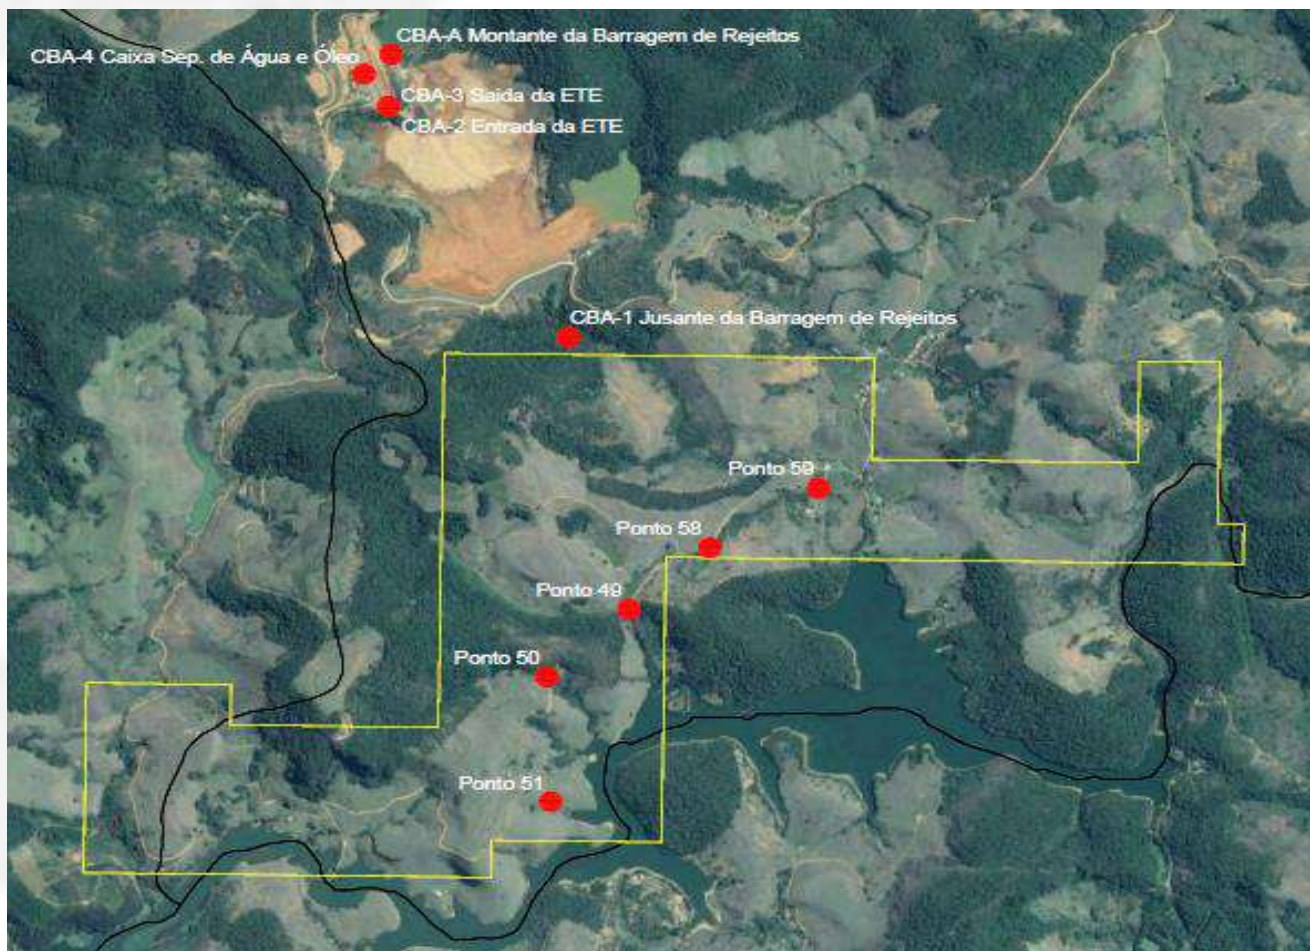 CBA-A Montante da Barragem de Rejeitos
CBA-4 Caixa Sep. de Água e Óleo
CBA-3 Saída da ETE
CBA-2 Entrada da ETE
CBA-1 Jusante da Barragem de Rejeitos
Ponto 59
Ponto 58
Ponto 49
Ponto 50
Ponto 51